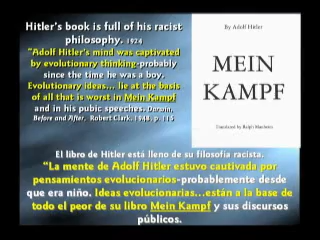 Hitler's book is full of his racist
philosophy. 1924
"Adolf Hitler's mind was captivated
by evolutionary thinking-probably
since the time he was a boy.
Evolutionary ideas... lie at the basis
of all that is worst in Mein Kampf
and in his pubic speeches. Darwin,
Before and After, Robert Clark, 1948, p. 115
By Adolf Hitler
MEIN
KAMPF
Translated by Ralph Manheim
El libro de Hitler está lleno de su filosofía racista.
"La mente de Adolf Hitler estuvo cautivada por
pensamientos evolucionarios-probablemente desde
que era niño. Ideas evolucionarias...están a la base de
todo el peor de su libro Mein Kampf y sus discursos
públicos.